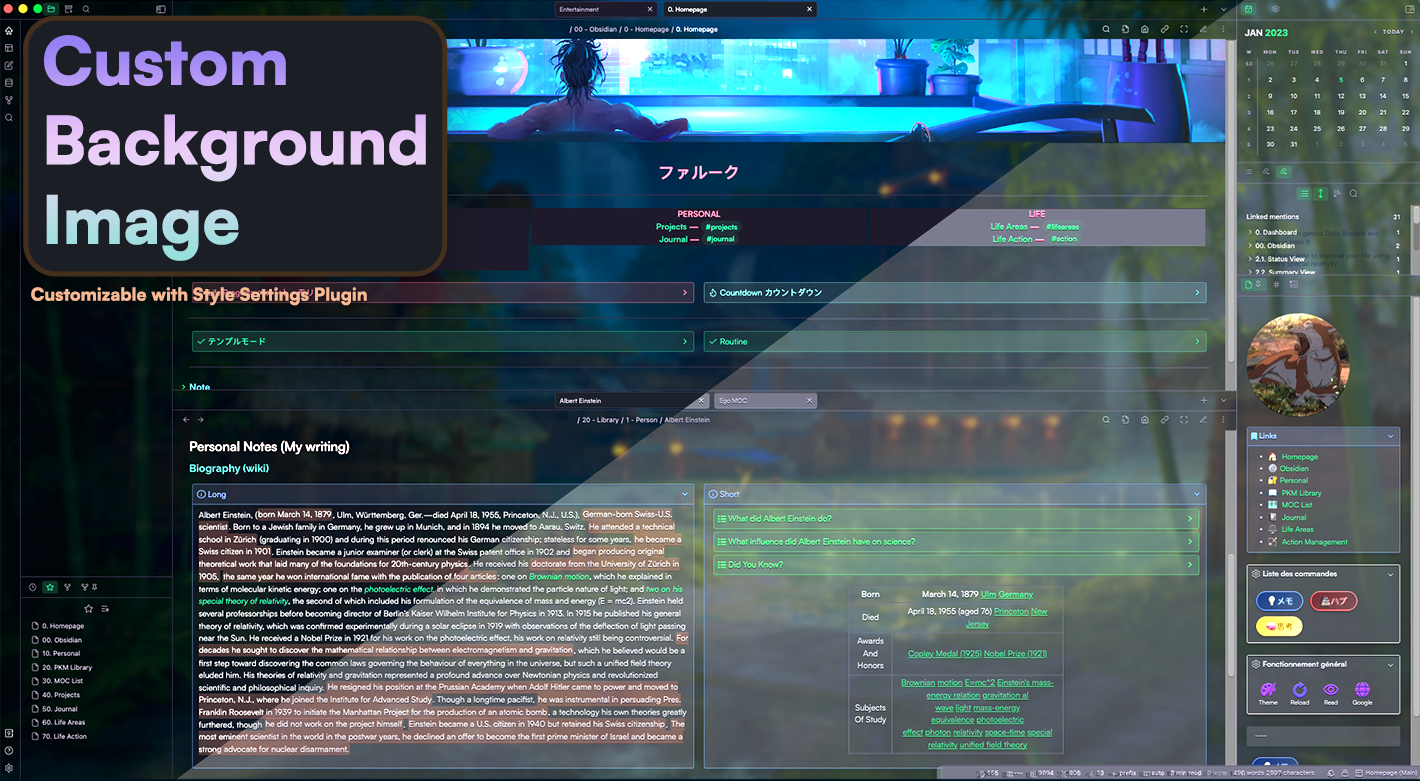 Entertainment
0. Homepage
/ 00 - Obsidian / 0 - Homepage / 0. Homepage
Custom
Background
Image
Customizable with Style Settings Plugin
ファルーク
PERSONAL
Projects — #projects
Journal — #journal
LIFE
Life Areas — #lifeareas
Life Action — #action
Countdown カウントダウン
テンプルモード
Routine
Note
Albert Einstein
Ego MOC
/ 20 - Library / 1 - Person / Albert Einstein
Personal Notes (My writing)
Biography (wiki)
Long
Albert Einstein, (born March 14, 1879, Ulm, Württemberg, Ger.—died April 18, 1955, Princeton, N.J., U.S.), German-born Swiss-U.S.
scientist. Born to a Jewish family in Germany, he grew up in Munich, and in 1894 he moved to Aarau, Switz. He attended a technical
school in Zürich (graduating in 1900) and during this period renounced his German citizenship; stateless for some years, he became a
Swiss citizen in 1901. Einstein became a junior examiner (or clerk) at the Swiss patent office in 1902 and began producing original
theoretical work that laid many of the foundations for 20th-century physics. He received his doctorate from the University of Zürich in
1905, the same year he won international fame with the publication of four articles: one on Brownian motion, which he explained in
terms of molecular kinetic energy; one on the photoelectric effect, in which he demonstrated the particle nature of light; and two on his
special theory of relativity, the second of which included his formulation of the equivalence of mass and energy (E = mc2). Einstein held
several professorships before becoming director of Berlin's Kaiser Wilhelm Institute for Physics in 1913. In 1915 he published his general
theory of relativity, which was confirmed experimentally during a solar eclipse in 1919 with observations of the deflection of light passing
near the Sun. He received a Nobel Prize in 1921 for his work on the photoelectric effect, his work on relativity still being controversial. For
decades he sought to discover the mathematical relationship between electromagnetism and gravitation, which he believed would be a
first step toward discovering the common laws governing the behaviour of everything in the universe, but such a unified field theory
eluded him. His theories of relativity and gravitation represented a profound advance over Newtonian physics and revolutionized
scientific and philosophical inquiry. He resigned his position at the Prussian Academy when Adolf Hitler came to power and moved to
Princeton, N.J., where he joined the Institute for Advanced Study. Though a longtime pacifist, he was instrumental in persuading Pres.
Franklin Roosevelt in 1939 to initiate the Manhattan Project for the production of an atomic bomb, a technology his own theories greatly
furthered, though he did not work on the project himself. Einstein became a U.S. citizen in 1940 but retained his Swiss citizenship. The
most eminent scientist in the world in the postwar years, he declined an offer to become the first prime minister of Israel and became a
strong advocate for nuclear disarmament.
Short
What did Albert Einstein do?
What influence did Albert Einstein have on science?
Did You Know?
Born March 14, 1879 Ulm Germany
Died April 18, 1955 (aged 76) Princeton New
Jersey
Awards
And
Honors
Copley Medal (1925) Nobel Prize (1921)
Subjects
Of Study
Brownian motion E=mc^2 Einstein's mass-
energy relation gravitation al
wave light mass-energy
equivalence photoelectric
effect photon relativity space-time special
relativity unified field theory
0. Homepage
00. Obsidian
10. Personal
20. PKM Library
30. MOC List
40. Projects
50. Journal
60. Life Areas
70. Life Action
JAN 2023
TODAY
W MON TUE WED THU FRI SAT SUN
52 26 27 28 29 30 31 1
1 2 3 4 5 6 7 8
2 9 10 11 12 13 14 15
3 16 17 18 19 20 21 22
4 23 24 25 26 27 28 29
5 30 31 1 2 3 4 5
Linked mentions 21
0. Dashboard 1
00. Obsidian 2
2.1. Status View 1
2.2. Summary View 1
Links
Homepage
Obsidian
Personal
PKM Library
MOC List
Journal
Life Areas
Action Management
Liste des commandes
メモ
ハブ
思考
Fonctionnement général
Theme Reload Read Google
prefix auto 2 min read 496 words 2897 characters Homepage (Main)